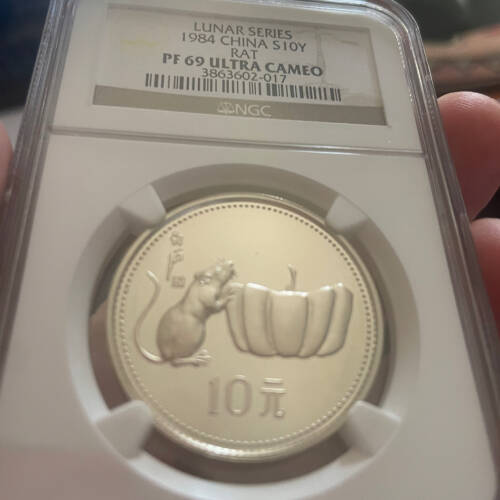 LUNAR SERIES
1984 CHINA S10Y
RAT
PF 69 ULTRA CAMEO
3863602-017
NGC
10元